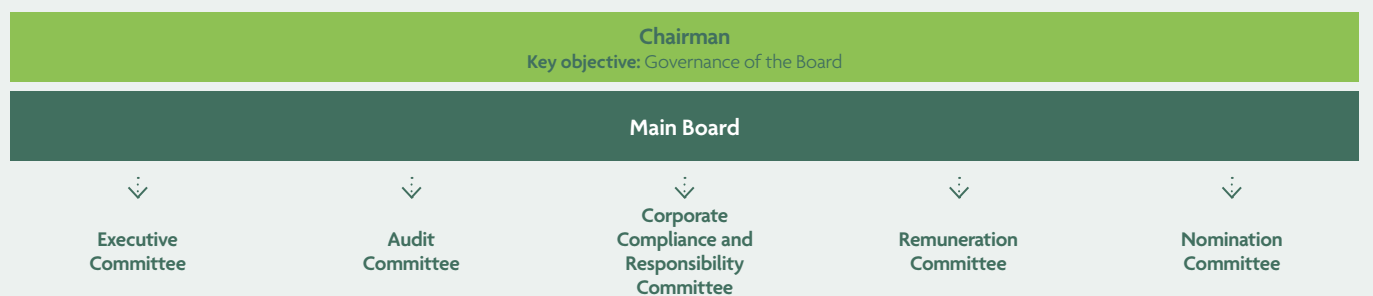 Chairman
Key objective: Governance of the Board
Main Board
Executive
Committee
Audit
Committee
Corporate
Compliance and
Responsibility
Committee
Remuneration
Committee
Nomination
Committee